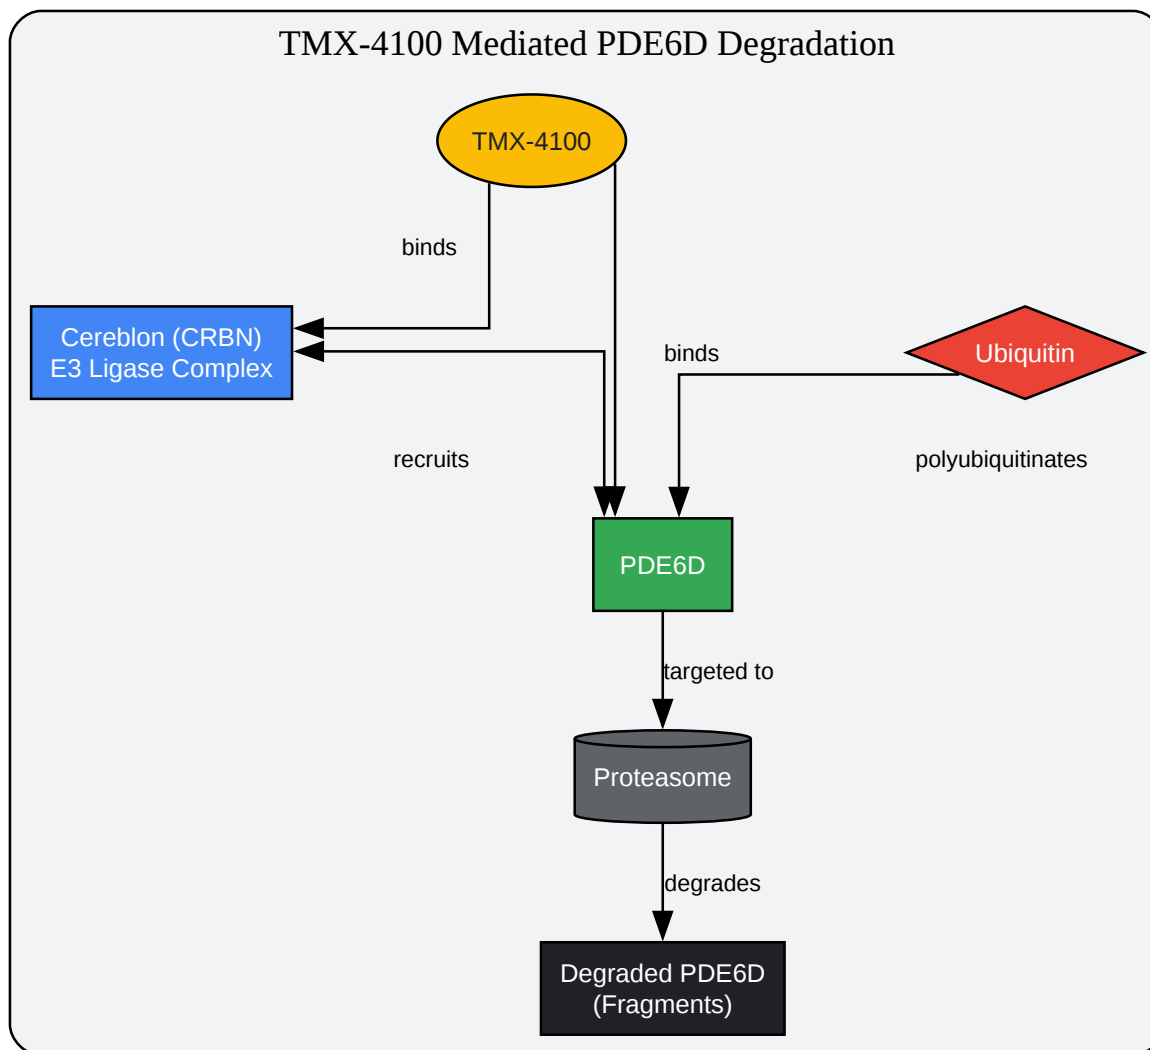 TMX-4100 Mediated PDE6D Degradation
TMX-4100
binds
Cereblon (CRBN)
E3 Ligase Complex
binds
Ubiquitin
recruits
polyubiquitinates
PDE6D
targeted to
Proteasome
degrades
Degraded PDE6D
(Fragments)